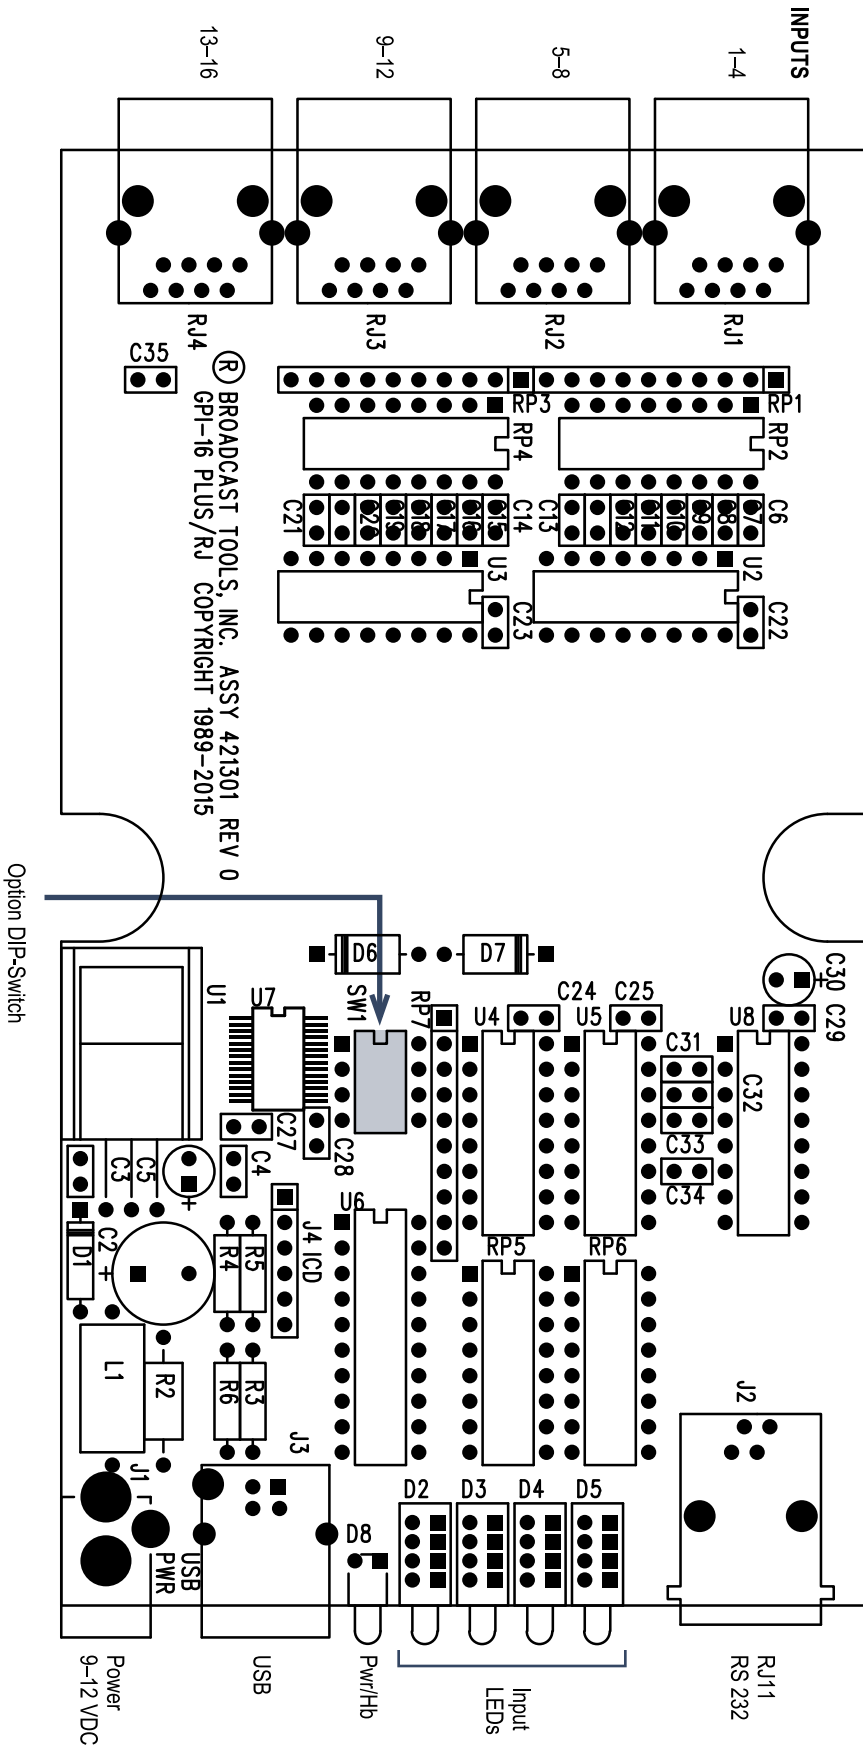 INPUTS
1–4
5–8
9–12
13–16
RJ1
RJ2
RJ3
RJ4
C35
R
BROADCAST TOOLS, INC. ASSY 421301 REV 0
GPI–16 PLUS/RJ COPYRIGHT 1989–2015
RP1
RP3
RP2
RP4
C6
C7
C8
C9
C10
C11
C12
C13
C14
C15
C16
C17
C18
C19
C20
C21
U2
U3
C22
C23
Option DIP-Switch
D6
D7
C30
+
C29
U8
C25
U5
C24
U4
RP7
SW1
U7
U1
C31
C32
C33
C34
C27
C28
C4
C5
C3
+
U6
J4 ICD
RP5
RP6
R5
R4
C2
+
D1
L1
R2
R6
R3
J2
J3
J1
D2
D3
D4
D5
D8
USB
PWR
RJ11
RS 232
Input
LEDs
Pwr/Hb
USB
Power
9–12 VDC